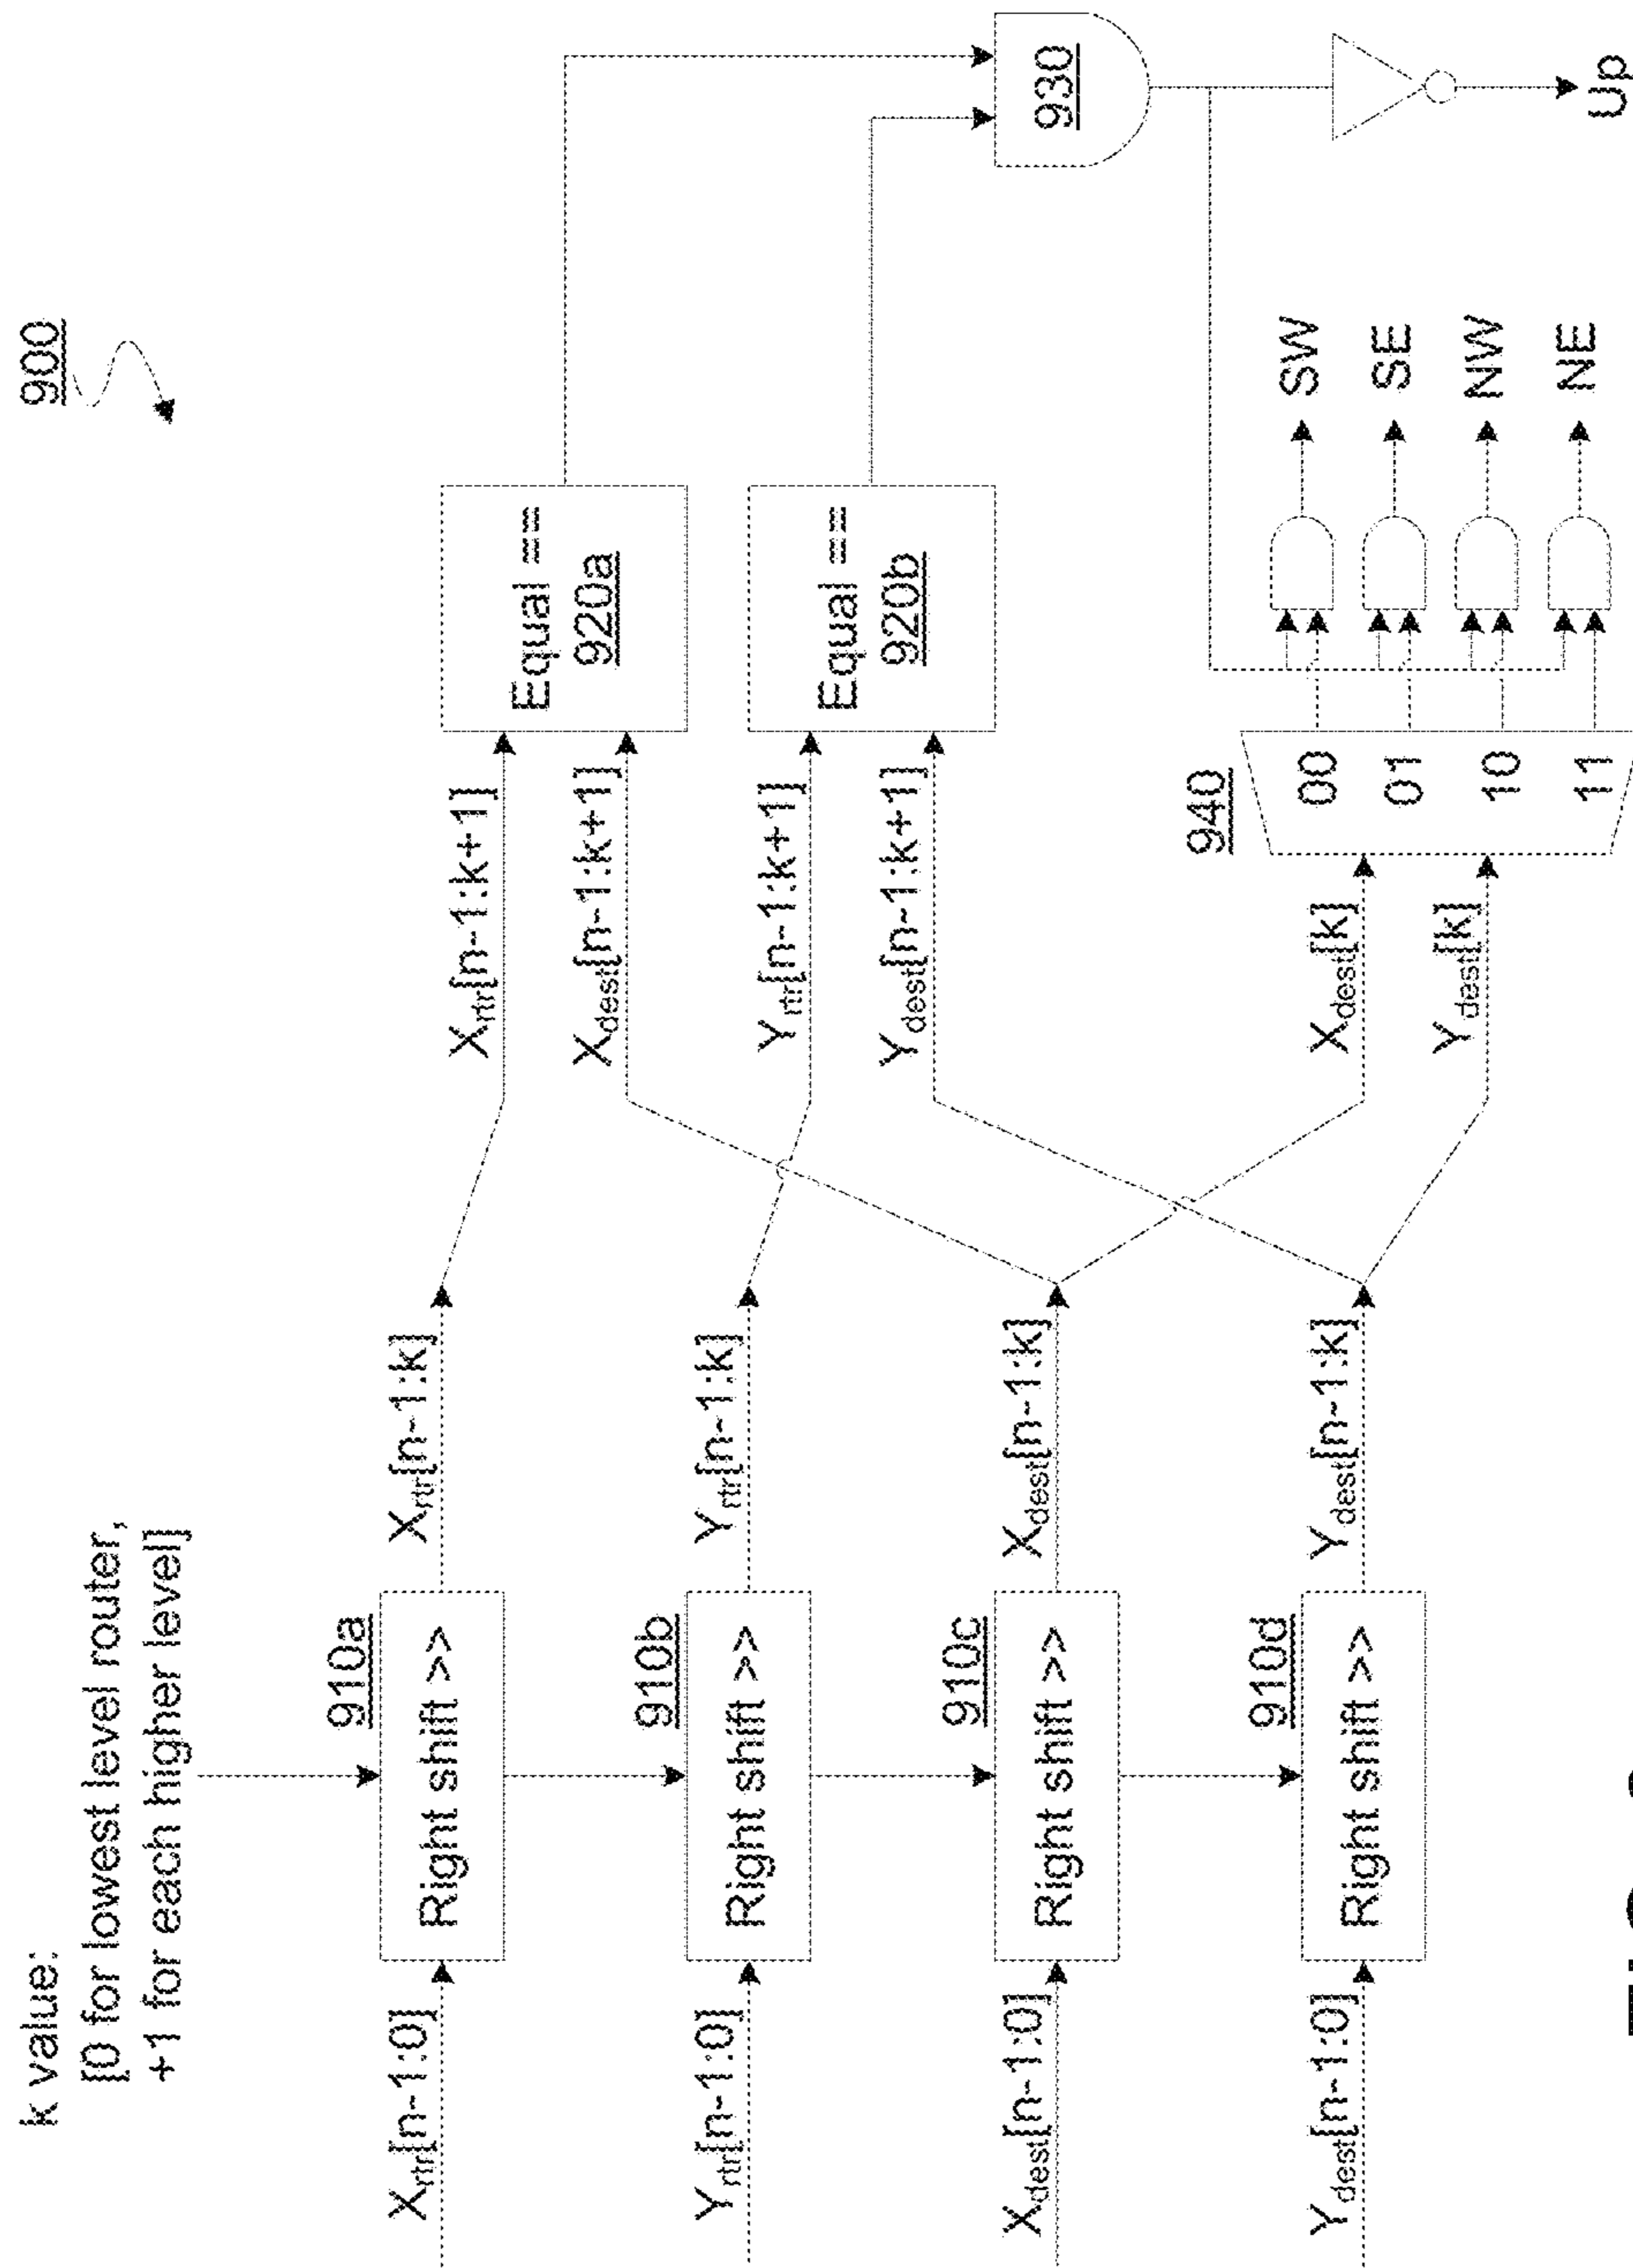 900
k value:
[0 for lowest level router,
+1 for each higher level]
Xrtr[n-1:0]
910a
Right shift >>
Xrtr[n-1:k]
Xrtr[n-1:k+1]
Xdest[n-1:k+1]
Equal ==
920a
Yrtr[n-1:0]
910b
Right shift >>
Yrtr[n-1:k]
Yrtr[n-1:k+1]
Ydest[n-1:k+1]
Equal ==
920b
930
Xdest[n-1:0]
910c
Right shift >>
Xdest[n-1:k]
Ydest[n-1:0]
910d
Right shift >>
Ydest[n-1:k]
Xdest[k]
Ydest[k]
940
00
01
10
11
SW
SE
NW
NE
Up